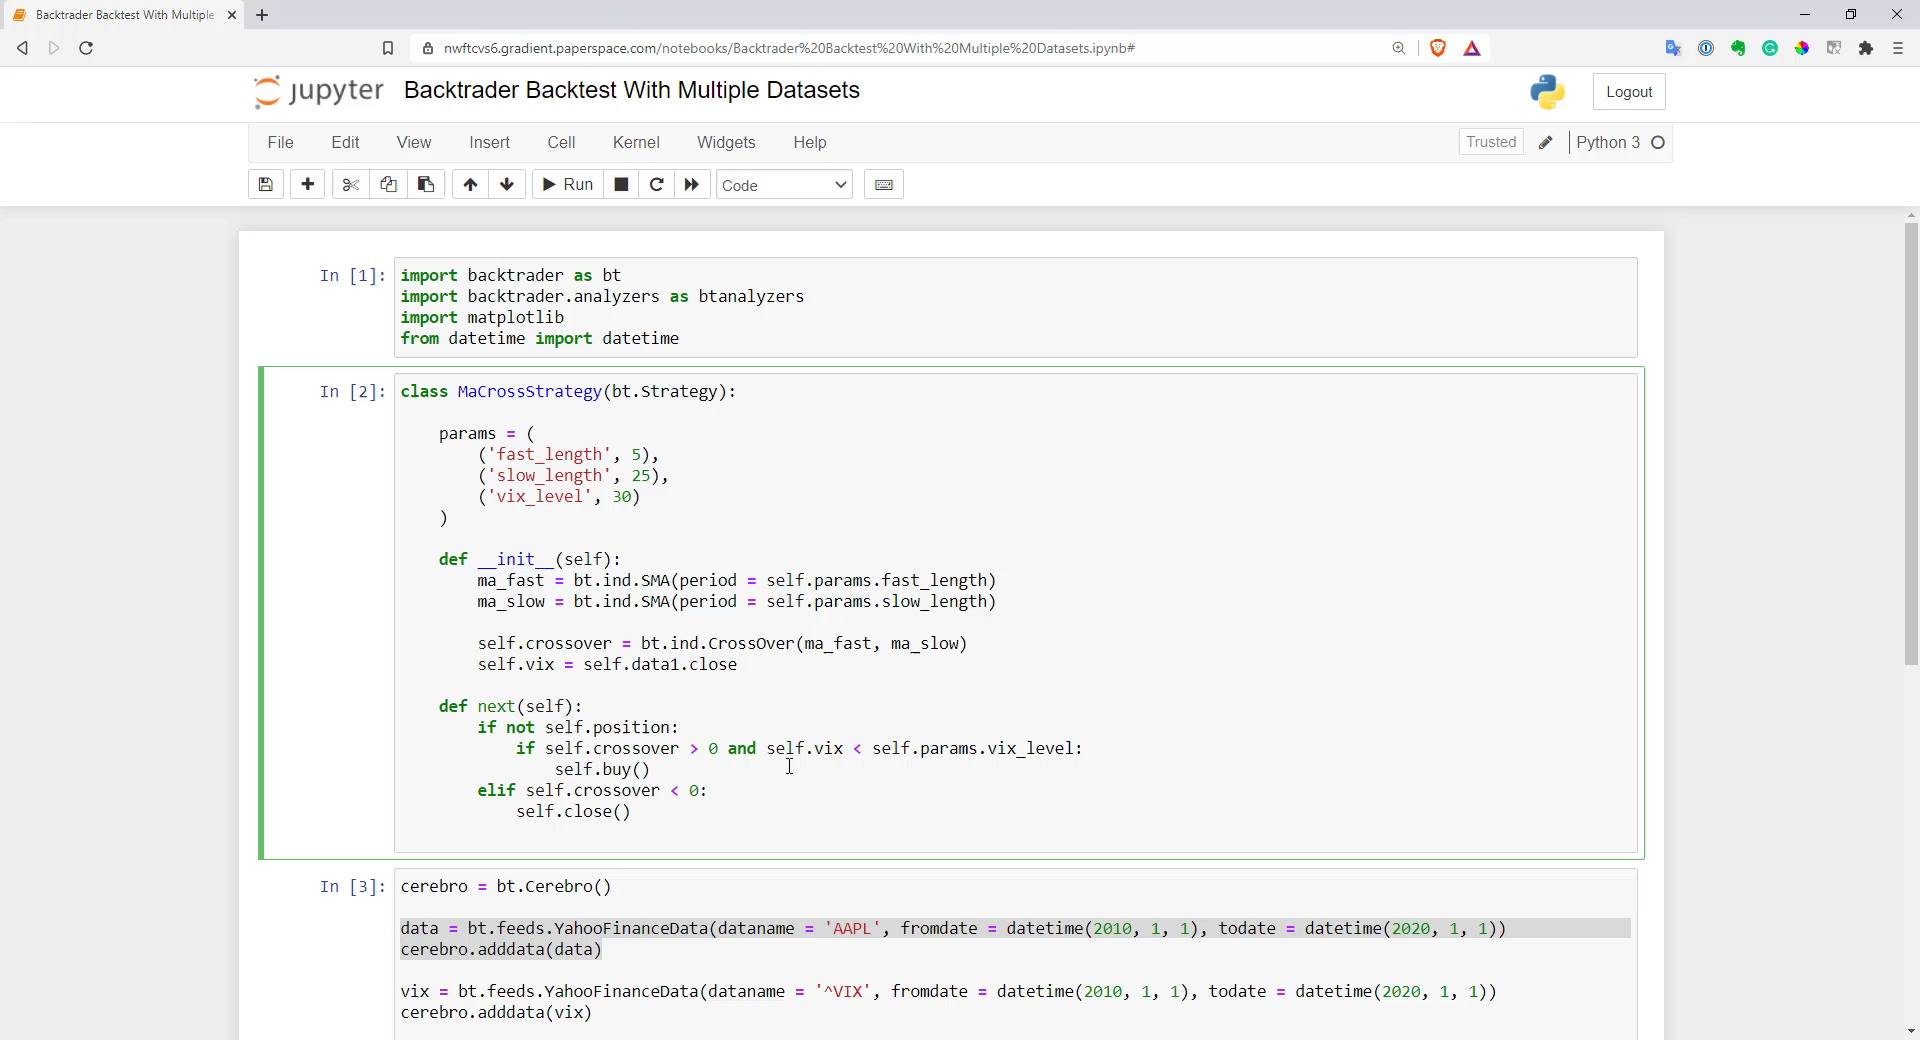 Backtrader Backtest With Multiple
nwftcvs6.gradient.paperspace.com/notebooks/Backtrader%20Backtest%20With%20Multiple%20Datasets.ipynb#
jupyter Backtrader Backtest With Multiple Datasets Logout
File Edit View Insert Cell Kernel Widgets Help Trusted Python 3
Run Code
In [1]: import backtrader as bt
import backtrader.analyzers as btanalyzers
import matplotlib
from datetime import datetime
In [2]: class MaCrossStrategy(bt.Strategy):
params = (
('fast_length', 5),
('slow_length', 25),
('vix_level', 30)
)
def __init__(self):
ma_fast = bt.ind.SMA(period = self.params.fast_length)
ma_slow = bt.ind.SMA(period = self.params.slow_length)
self.crossover = bt.ind.CrossOver(ma_fast, ma_slow)
self.vix = self.data1.close
def next(self):
if not self.position:
if self.crossover > 0 and self.vix < self.params.vix_level:
self.buy()
elif self.crossover < 0:
self.close()
In [3]: cerebro = bt.Cerebro()
data = bt.feeds.YahooFinanceData(dataname = 'AAPL', fromdate = datetime(2010, 1, 1), todate = datetime(2020, 1, 1))
cerebro.adddata(data)
vix = bt.feeds.YahooFinanceData(dataname = '^VIX', fromdate = datetime(2010, 1, 1), todate = datetime(2020, 1, 1))
cerebro.adddata(vix)